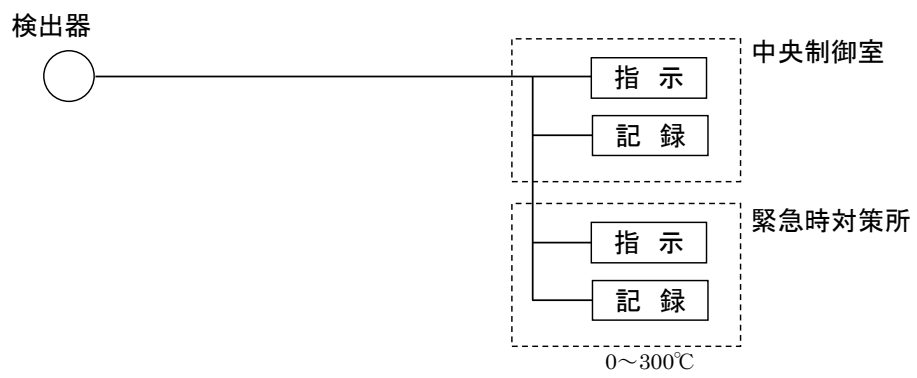 検出器
中央制御室
指 示
記 録
緊急時対策所
指 示
記 録
0～300℃